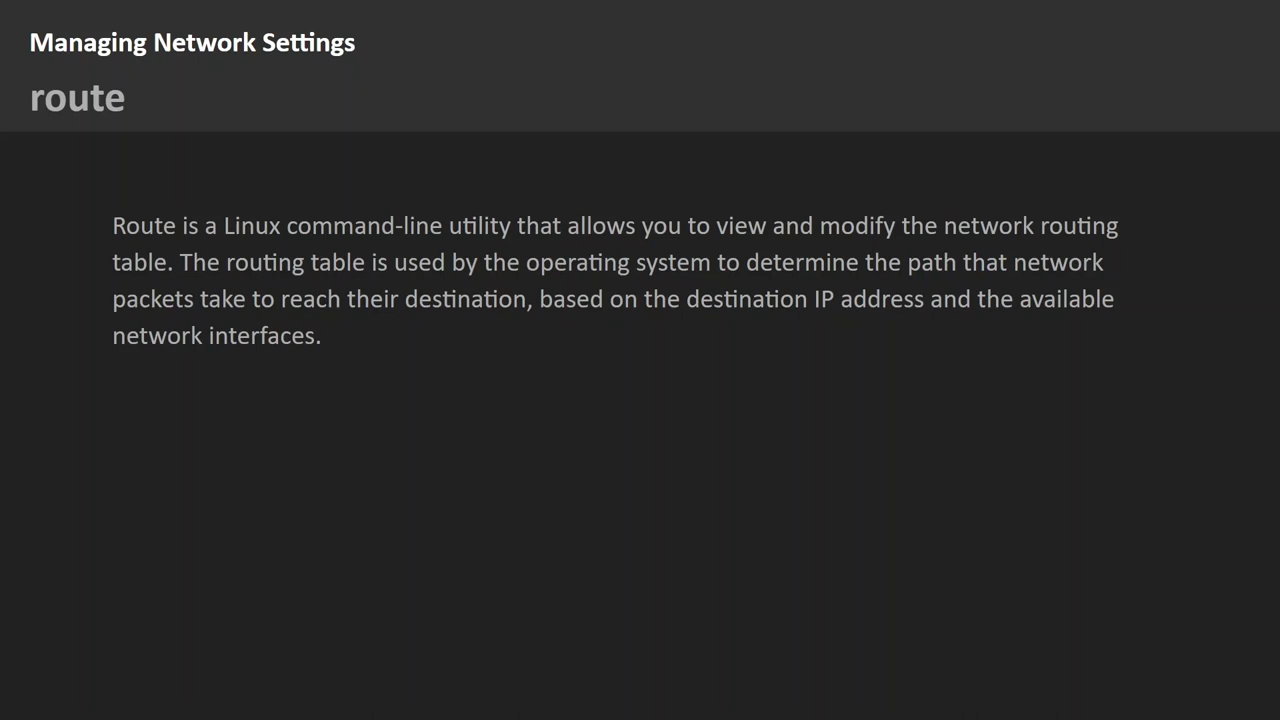 Managing Network Settings
route
Route is a Linux command-line utility that allows you to view and modify the network routing
table. The routing table is used by the operating system to determine the path that network
packets take to reach their destination, based on the destination IP address and the available
network interfaces.